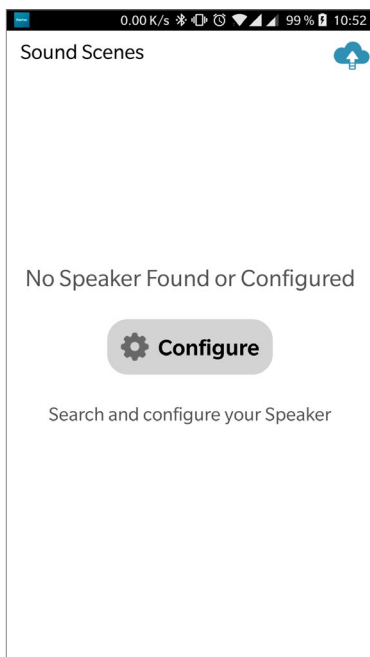 0.00 K/s 99 % 10:52
Sound Scenes
No Speaker Found or Configured
Configure
Search and configure your Speaker